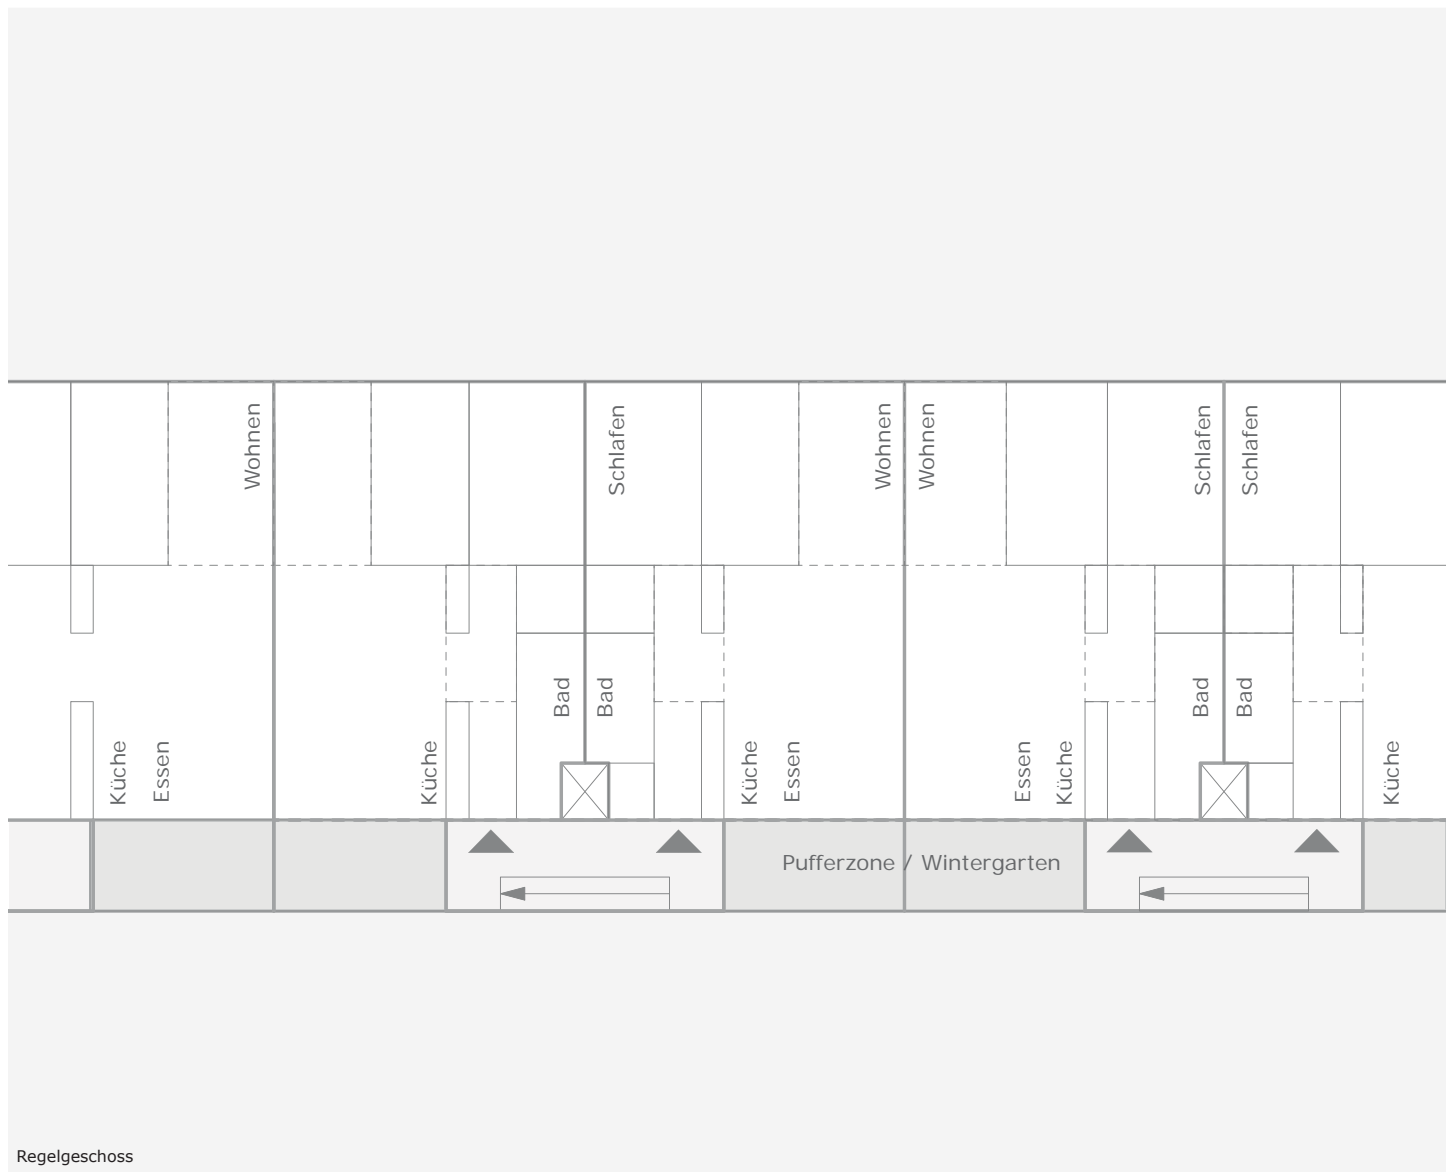 Wohnen
Schlafen
Wohnen
Wohnen
Schlafen
Schlafen
Bad
Bad
Bad
Bad
Küche
Essen
Küche
Küche
Essen
Essen
Küche
Küche
Pufferzone / Wintergarten
Regelgeschoss